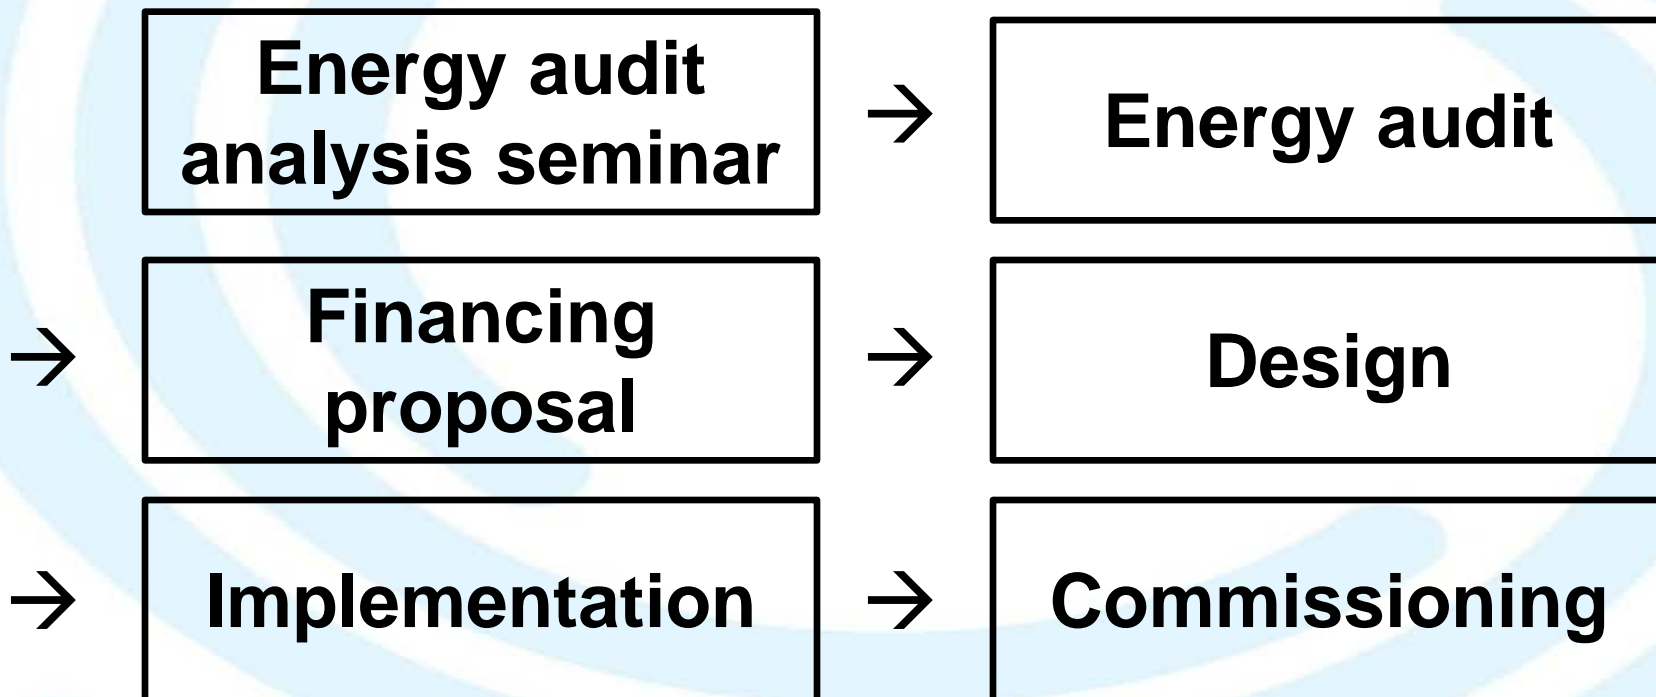 Energy audit
analysis seminar
→
Energy audit
→
Financing
proposal
→
Design
→
Implementation
→
Commissioning